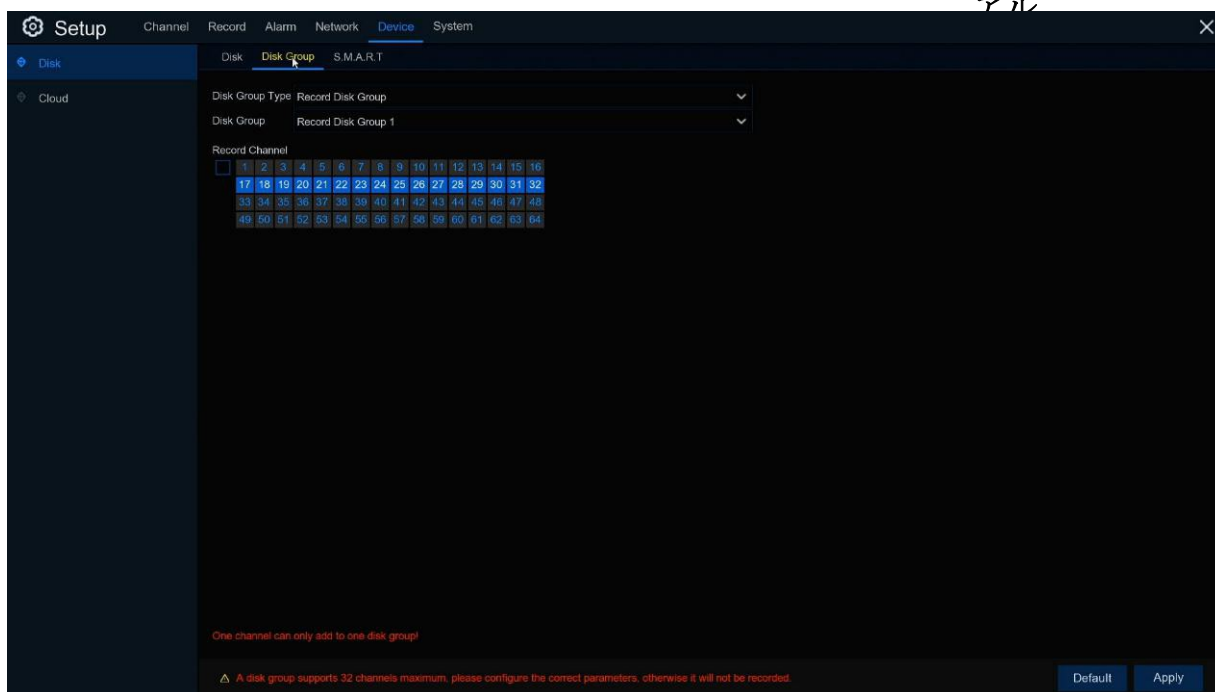 Setup Channel Record Alarm Network Device System
Disk
Cloud
Disk Disk Group S.M.A.R.T
Disk Group Type Record Disk Group
Disk Group Record Disk Group 1
Record Channel
1 2 3 4 5 6 7 8 9 10 11 12 13 14 15 16
17 18 19 20 21 22 23 24 25 26 27 28 29 30 31 32
33 34 35 36 37 38 39 40 41 42 43 44 45 46 47 48
49 50 51 52 53 54 55 56 57 58 59 60 61 62 63 64
One channel can only add to one disk group!
A disk group supports 32 channels maximum, please configure the correct parameters, otherwise it will not be recorded.
Default Apply